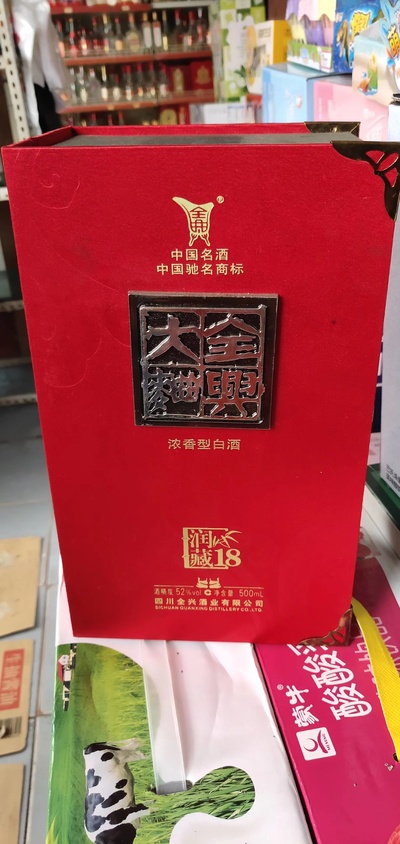 全興
®
中国名酒
中国驰名商标
全興
大曲
浓香型白酒
润藏18
酒精度 52%vol 净含量 500mL
四川全兴酒业有限公司
SICHUAN QUANXING DISTILLERY CO.,LTD.
蒙牛
酸酸